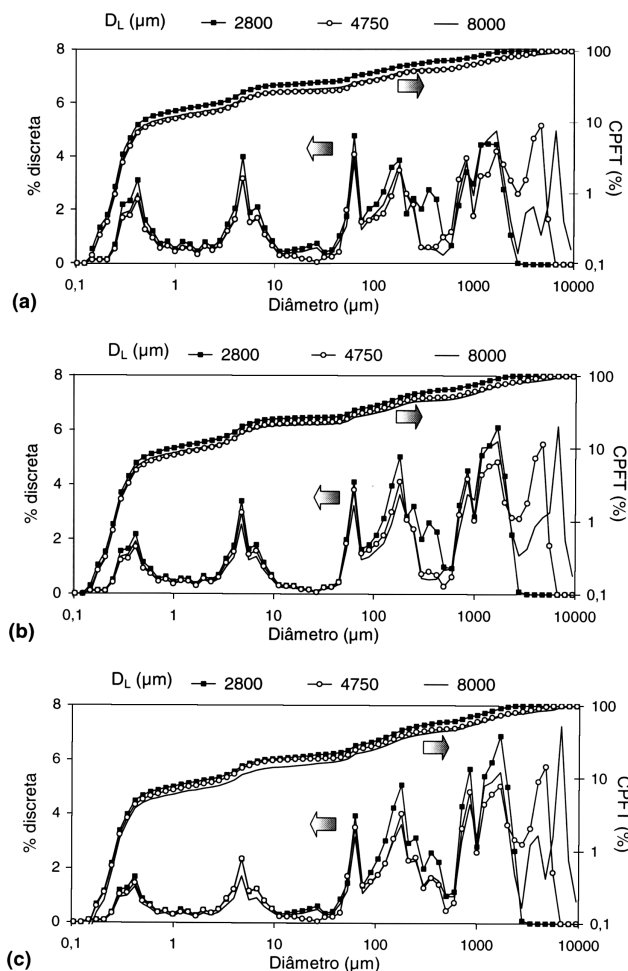 D_L (µm) 2800 4750 8000
8 100
6 10
4 1
2
0 0,1
0,1 1 10 100 1000 10000
% discreta
CPFT (%)
Diâmetro (µm)
(a)
D_L (µm) 2800 4750 8000
8 100
6 10
4 1
2
0 0,1
0,1 1 10 100 1000 10000
% discreta
CPFT (%)
Diâmetro (µm)
(b)
D_L (µm) 2800 4750 8000
8 100
6 10
4 1
2
0 0,1
0,1 1 10 100 1000 10000
% discreta
CPFT (%)
Diâmetro (µm)
(c)